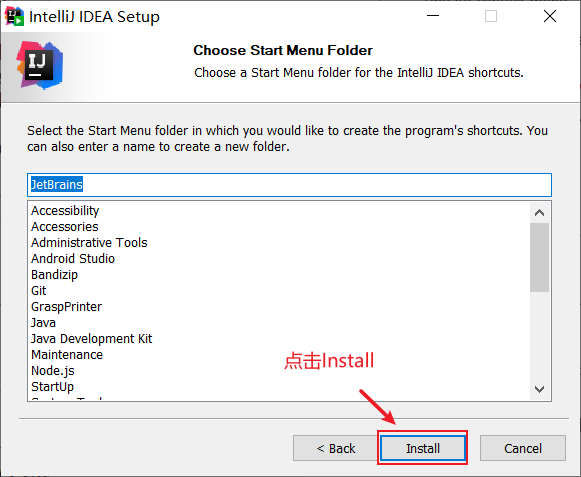 IntelliJ IDEA Setup
IJ
Choose Start Menu Folder
Choose a Start Menu folder for the IntelliJ IDEA shortcuts.
Select the Start Menu folder in which you would like to create the program's shortcuts. You
can also enter a name to create a new folder.
JetBrains
Accessibility
Accessories
Administrative Tools
Android Studio
Bandizip
Git
GraspPrinter
Java
Java Development Kit
Maintenance
Node.js
StartUp
点击Install
< Back
Install
Cancel